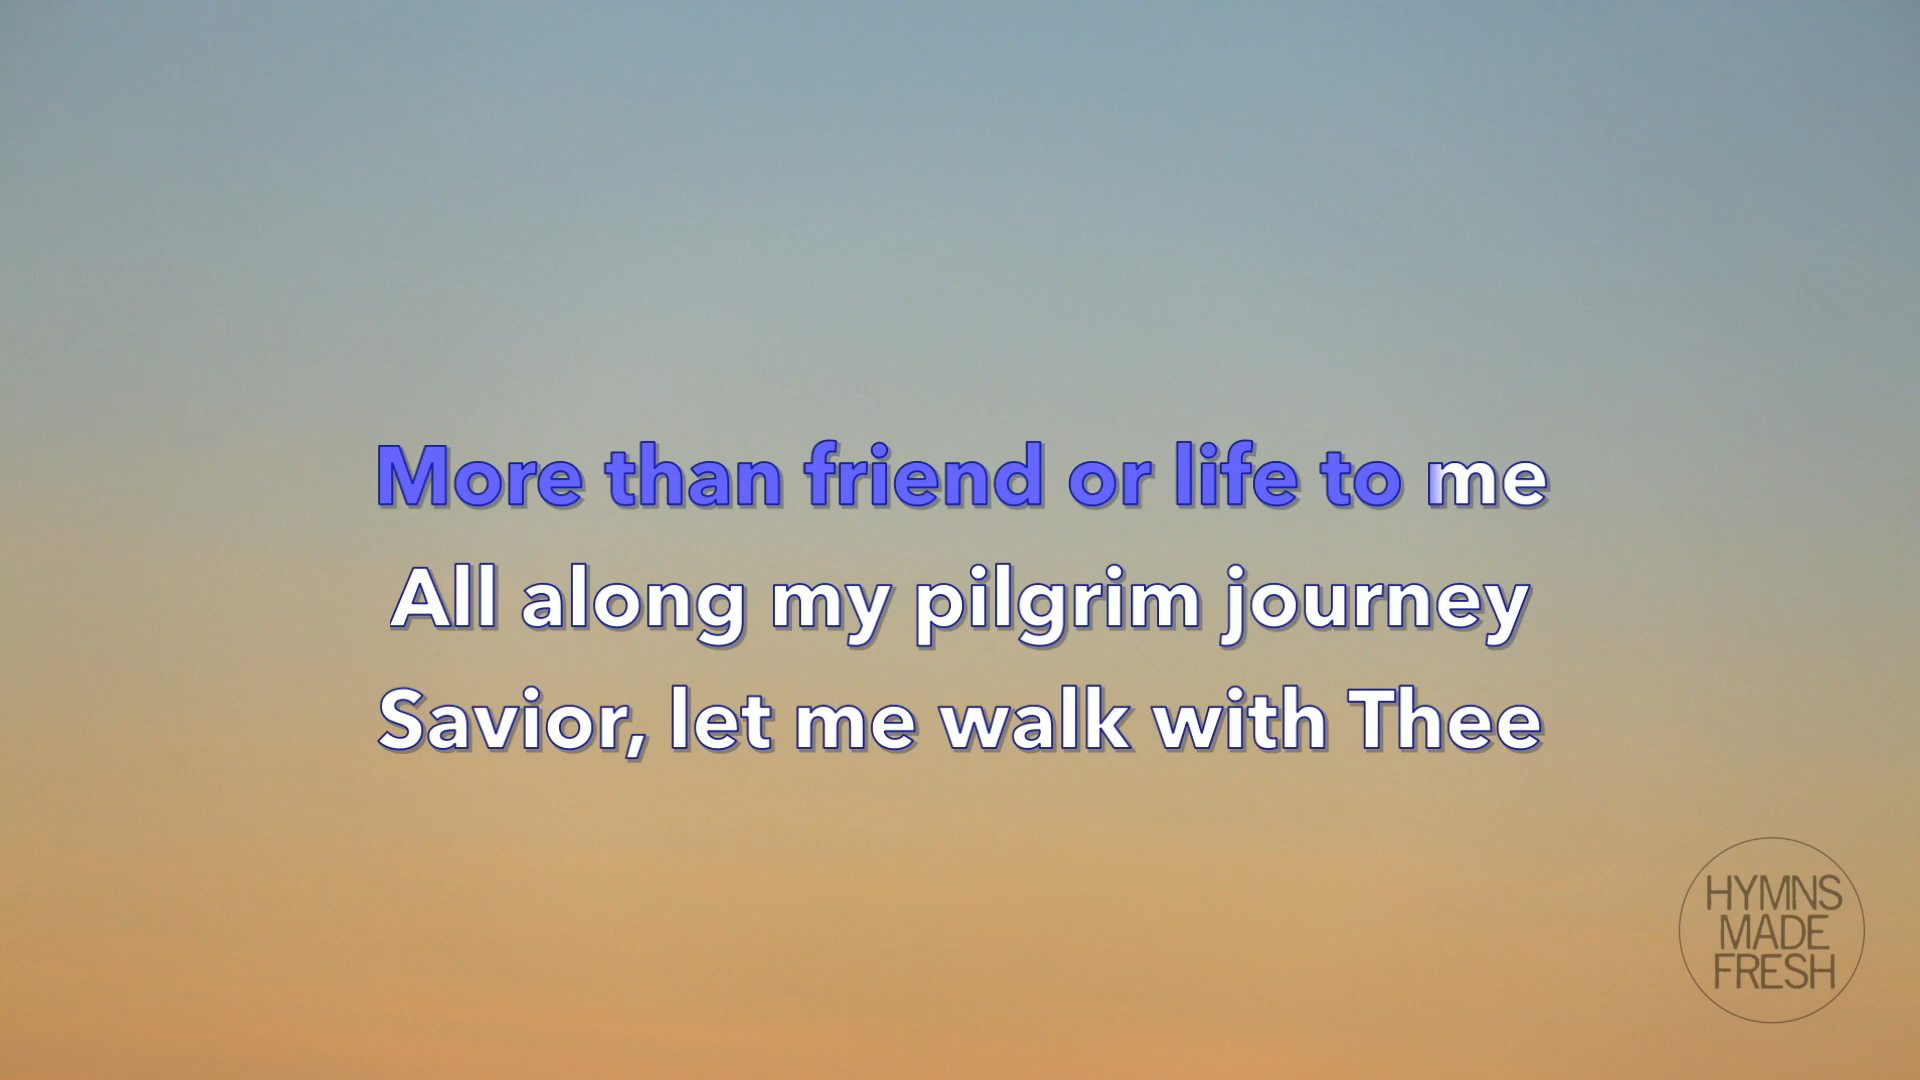 More than friend or life to me
All along my pilgrim journey
Savior, let me walk with Thee
HYMNS
MADE
FRESH